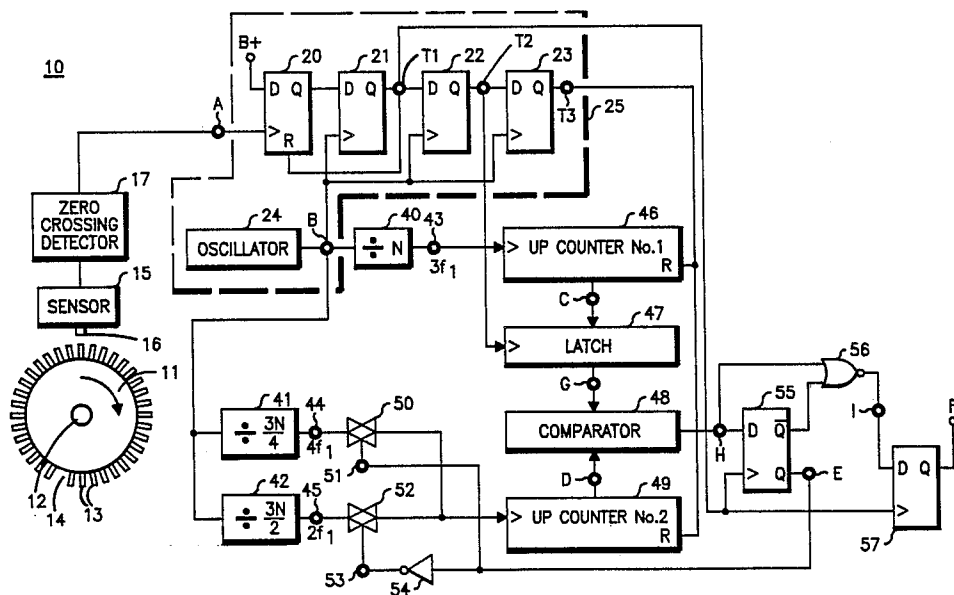 10
B+
20
21
T1
22
T2
23
D Q
D Q
D Q
D Q
A
>
R
>
>
>
T3
25
17
ZERO
CROSSING
DETECTOR
24
OSCILLATOR
B
40
÷ N
43
3f1
46
> UP COUNTER No.1
R
15
SENSOR
16
C
47
> LATCH
G
11
56
48
COMPARATOR
H
55
D Q̅
> Q
E
I
F
D Q
>
57
41
÷ 3N/4
44
4f1
50
51
42
÷ 3N/2
45
2f1
52
53
54
D
49
> UP COUNTER No.2
R
12
14
13